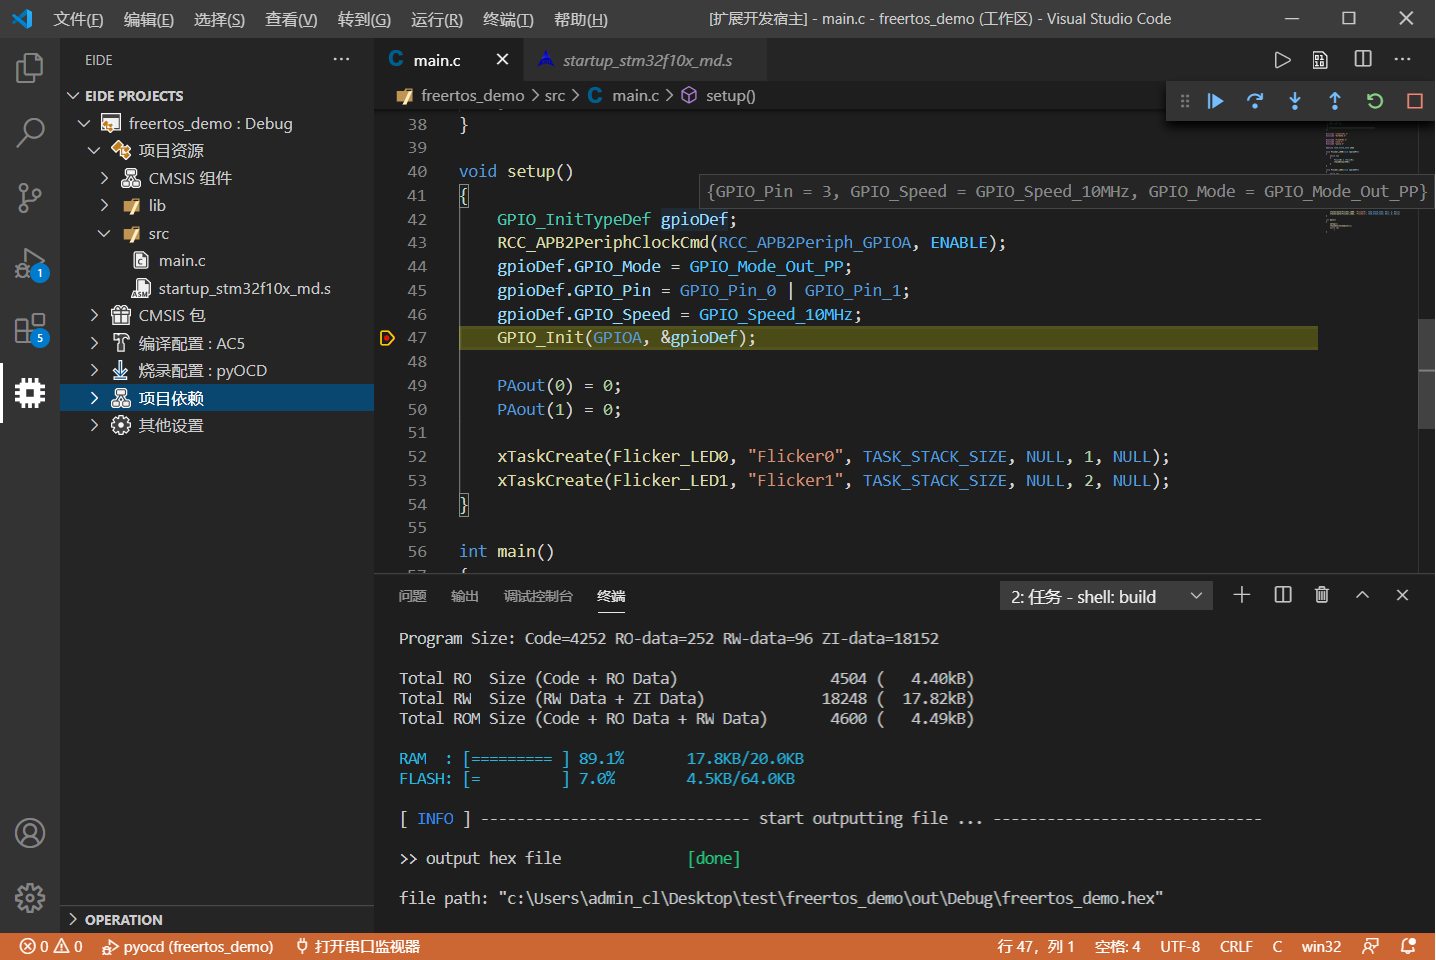 文件(F) 编辑(E) 选择(S) 查看(V) 转到(G) 运行(R) 终端(T) 帮助(H) [扩展开发宿主] - main.c - freertos_demo (工作区) - Visual Studio Code
EIDE
EIDE PROJECTS
freertos_demo : Debug
项目资源
CMSIS 组件
lib
src
main.c
startup_stm32f10x_md.s
CMSIS 包
编译配置 : AC5
烧录配置 : pyOCD
项目依赖
其他设置
OPERATION
1
5
main.c
startup_stm32f10x_md.s
freertos_demo > src > C main.c > setup()
38 }
39
40 void setup()
41 {
{GPIO_Pin = 3, GPIO_Speed = GPIO_Speed_10MHz, GPIO_Mode = GPIO_Mode_Out_PP}
42 GPIO_InitTypeDef gpioDef;
43 RCC_APB2PeriphClockCmd(RCC_APB2Periph_GPIOA, ENABLE);
44 gpioDef.GPIO_Mode = GPIO_Mode_Out_PP;
45 gpioDef.GPIO_Pin = GPIO_Pin_0 | GPIO_Pin_1;
46 gpioDef.GPIO_Speed = GPIO_Speed_10MHz;
47 GPIO_Init(GPIOA, &gpioDef);
48
49 PAout(0) = 0;
50 PAout(1) = 0;
51
52 xTaskCreate(Flicker_LED0, "Flicker0", TASK_STACK_SIZE, NULL, 1, NULL);
53 xTaskCreate(Flicker_LED1, "Flicker1", TASK_STACK_SIZE, NULL, 2, NULL);
54 }
55
56 int main()
57 {
问题 输出 调试控制台 终端 2: 任务 - shell: build
Program Size: Code=4252 RO-data=252 RW-data=96 ZI-data=18152
Total RO  Size (Code + RO Data) 4504 (   4.40kB)
Total RW  Size (RW Data + ZI Data) 18248 (  17.82kB)
Total ROM Size (Code + RO Data + RW Data) 4600 (   4.49kB)
RAM  : [========= ] 89.1% 17.8KB/20.0KB
FLASH: [=         ] 7.0% 4.5KB/64.0KB
[ INFO ] ------------------------------ start outputting file ... ------------------------------
>> output hex file [done]
file path: "c:\Users\admin_cl\Desktop\test\freertos_demo\out\Debug\freertos_demo.hex"
0 0 pyocd (freertos_demo) 打开串口监视器 行 47，列 1 空格: 4 UTF-8 CRLF C win32